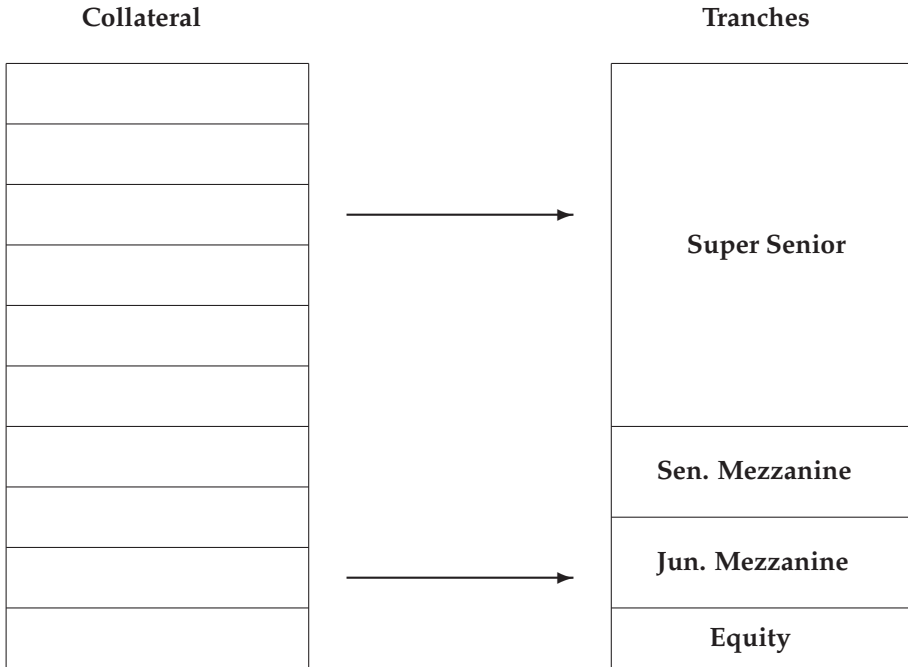 Collateral
Tranches
Super Senior
Sen. Mezzanine
Jun. Mezzanine
Equity